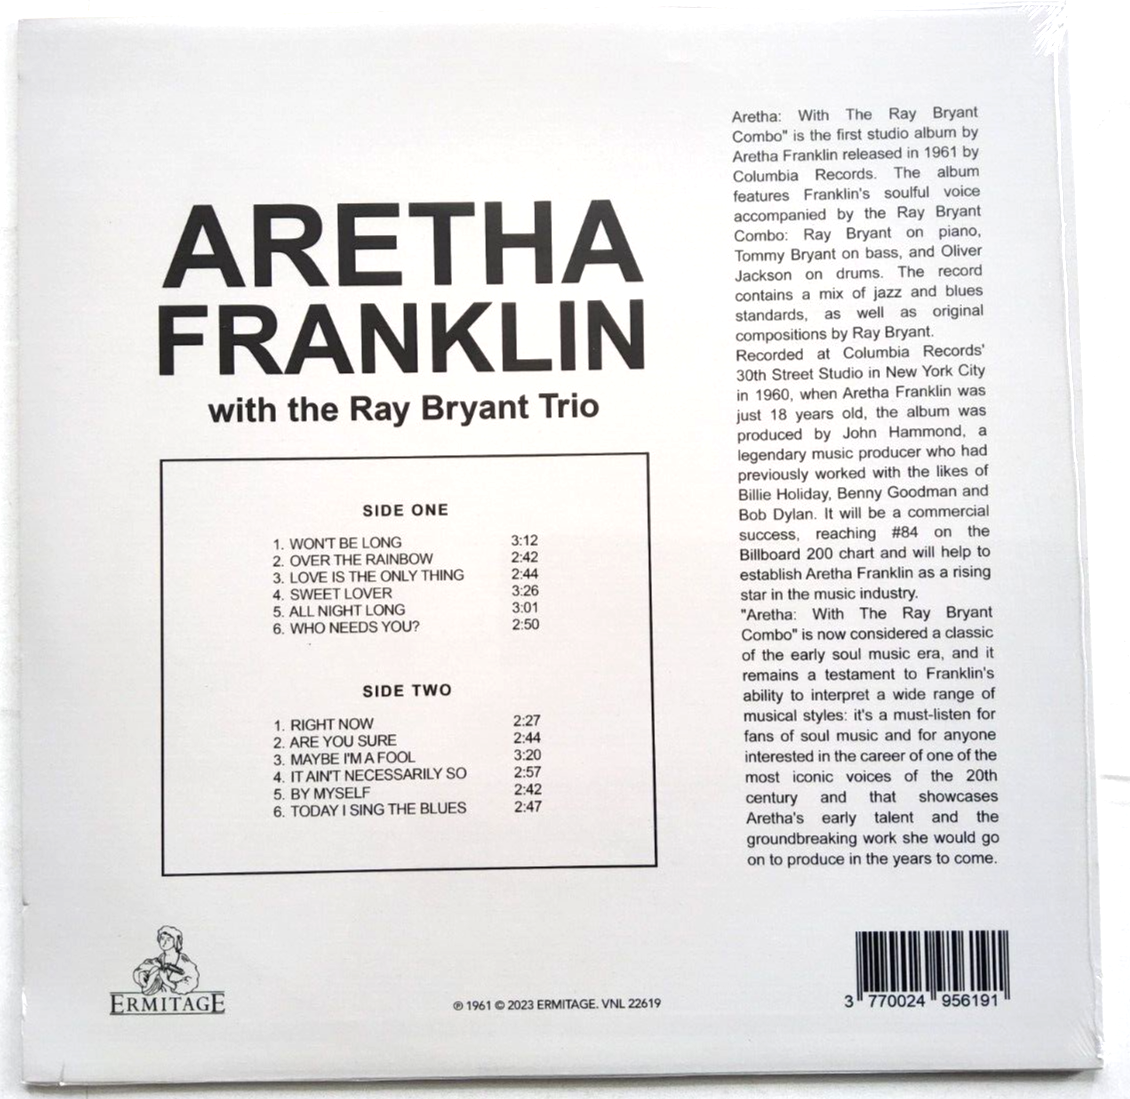 ARETHA
FRANKLIN
with the Ray Bryant Trio
SIDE ONE
1. WON'T BE LONG 3:12
2. OVER THE RAINBOW 2:42
3. LOVE IS THE ONLY THING 2:44
4. SWEET LOVER 3:26
5. ALL NIGHT LONG 3:01
6. WHO NEEDS YOU? 2:50
SIDE TWO
1. RIGHT NOW 2:27
2. ARE YOU SURE 2:44
3. MAYBE I'M A FOOL 3:20
4. IT AIN'T NECESSARILY SO 2:57
5. BY MYSELF 2:42
6. TODAY I SING THE BLUES 2:47
Aretha: With The Ray Bryant
Combo" is the first studio album by
Aretha Franklin released in 1961 by
Columbia Records. The album
features Franklin's soulful voice
accompanied by the Ray Bryant
Combo: Ray Bryant on piano,
Tommy Bryant on bass, and Oliver
Jackson on drums. The record
contains a mix of jazz and blues
standards, as well as original
compositions by Ray Bryant.
Recorded at Columbia Records'
30th Street Studio in New York City
in 1960, when Aretha Franklin was
just 18 years old, the album was
produced by John Hammond, a
legendary music producer who had
previously worked with the likes of
Billie Holiday, Benny Goodman and
Bob Dylan. It will be a commercial
success, reaching #84 on the
Billboard 200 chart and will help to
establish Aretha Franklin as a rising
star in the music industry.
"Aretha: With The Ray Bryant
Combo" is now considered a classic
of the early soul music era, and it
remains a testament to Franklin's
ability to interpret a wide range of
musical styles: it's a must-listen for
fans of soul music and for anyone
interested in the career of one of the
most iconic voices of the 20th
century and that showcases
Aretha's early talent and the
groundbreaking work she would go
on to produce in the years to come.
ERMITAGE
℗ 1961 © 2023 ERMITAGE. VNL 22619
3 770024 956191